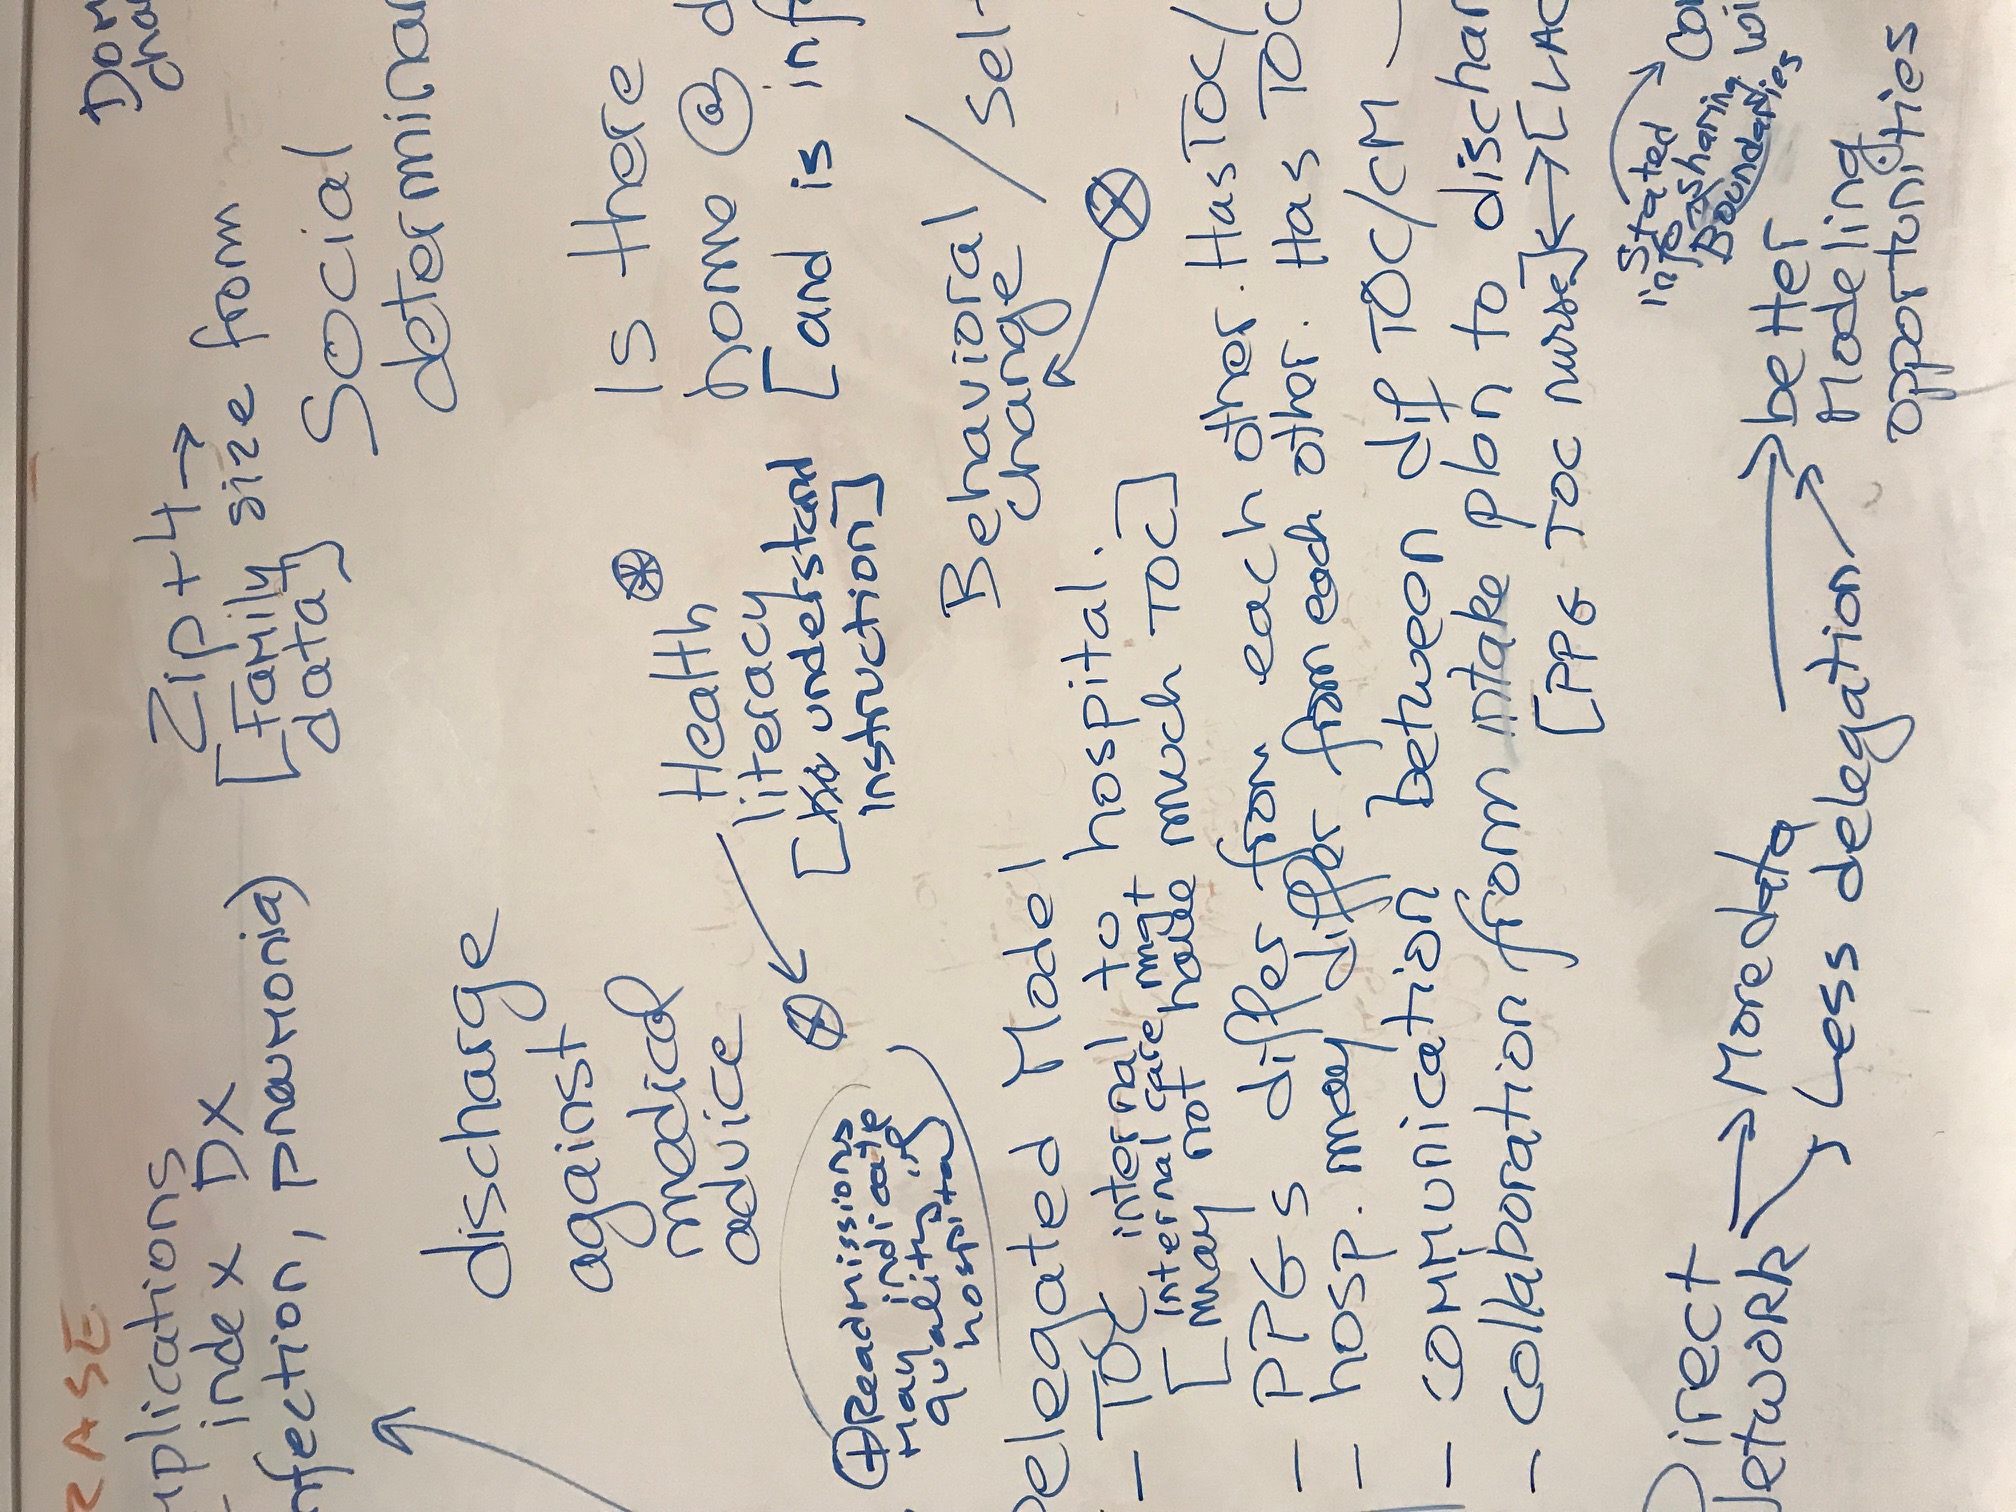 RASE
mplications
- index DX
nfection, pneumonia)
Zip + 4 →
[Family size from
data]
Social
determinan
Dom
cha
discharge
against
medical
advice
Health
literacy
[ understand
instruction]
Is there
home @ d
[and is inf
+ Readmissions
may indicate
quality of
hospital
Behavioral / Self
change
Delegated Model
- TOC internal to hospital.
internal care mgt
[may not have much TOC]
- PPGs differ from each other. Has TOC/
- hosp. may differ from each other. Has TOC
- communication between dif TOC/CM
- collaboration from intake plan to dischar
[PPG TOC nurse] ↔ [LAC
Stated
info-sharing
Boundaries
Con
wi
Direct
Network
→ More data
→ Less delegation
→ better
modeling
opportunities